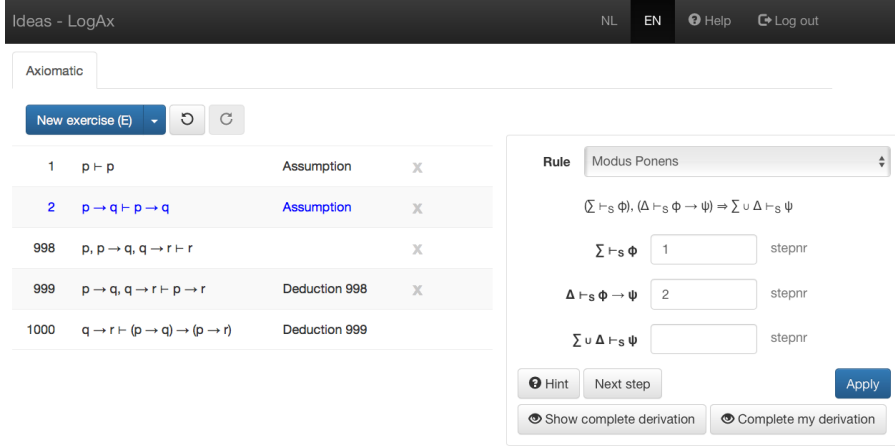 Ideas - LogAx NL EN Help Log out
Axiomatic
New exercise (E)
1 p ⊢ p Assumption x
2 p → q ⊢ p → q Assumption x
998 p, p → q, q → r ⊢ r x
999 p → q, q → r ⊢ p → r Deduction 998 x
1000 q → r ⊢ (p → q) → (p → r) Deduction 999
Rule Modus Ponens
(∑ ⊢S Φ), (Δ ⊢S Φ → ψ) ⇒ ∑ ∪ Δ ⊢S ψ
∑ ⊢S Φ 1 stepnr
Δ ⊢S Φ → ψ 2 stepnr
∑ ∪ Δ ⊢S ψ stepnr
Hint Next step Apply
Show complete derivation Complete my derivation